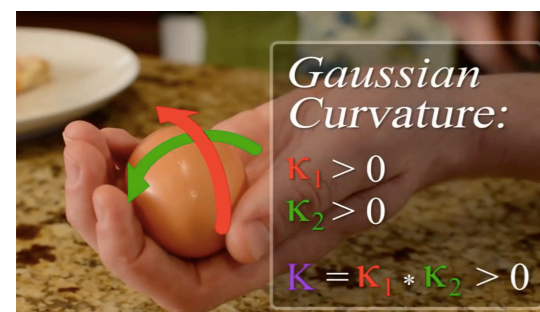 Gaussian
Curvature:
κ₁ > 0
κ₂ > 0
K = κ₁ * κ₂ > 0